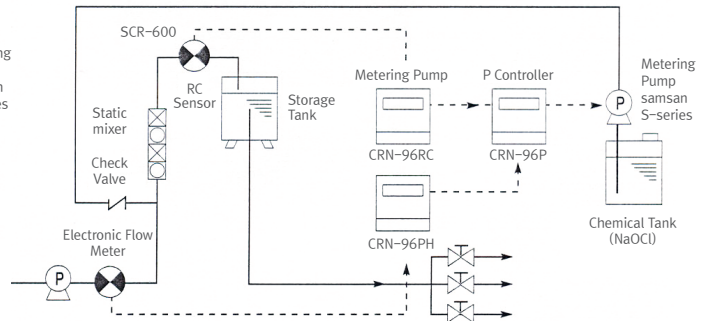 SCR-600
RC
Sensor
Static
mixer
Check
Valve
Electronic Flow
Meter
P
Storage
Tank
Metering Pump
CRN-96RC
P Controller
CRN-96P
CRN-96PH
Metering
Pump
samsan
S-series
P
Chemical Tank
(NaOCl)